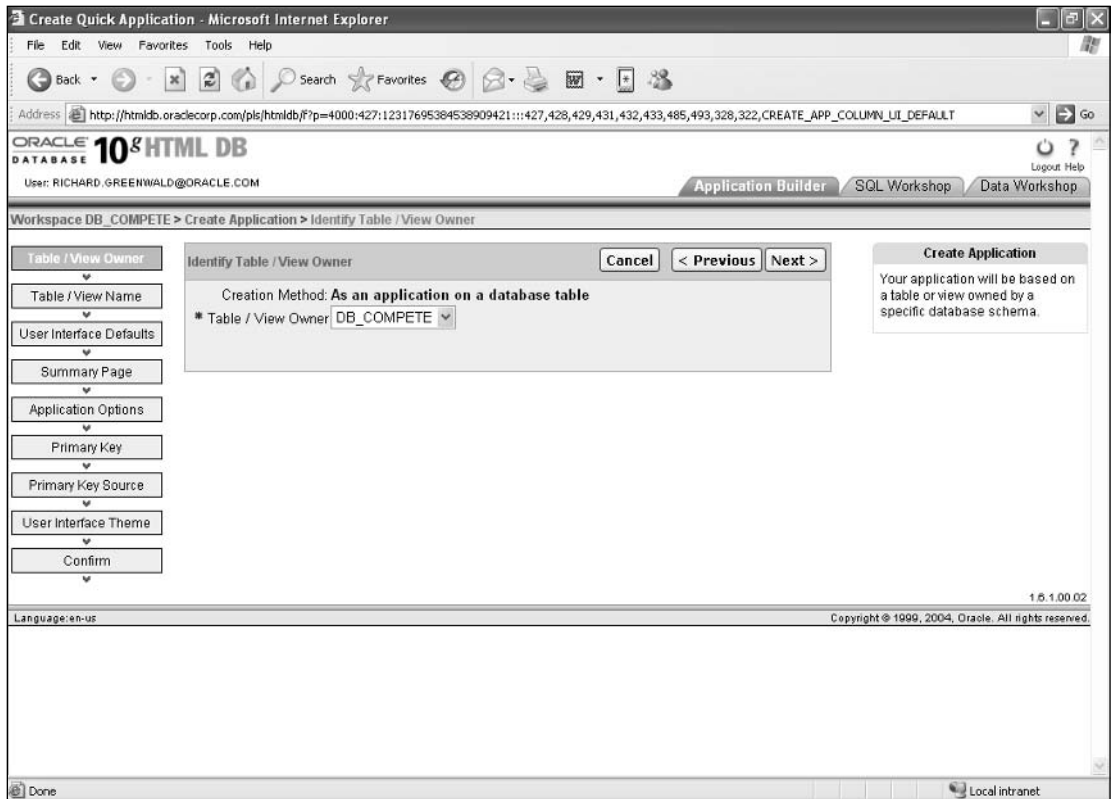 Create Quick Application - Microsoft Internet Explorer
File Edit View Favorites Tools Help
Back Search Favorites
Address http://htmldb.oraclecorp.com/pls/htmldb/f?p=4000:427:12317695384538909421:::427,428,429,431,432,433,485,493,328,322,CREATE_APP_COLUMN_UI_DEFAULT Go
ORACLE DATABASE 10g HTML DB
Logout Help
User: RICHARD.GREENWALD@ORACLE.COM
Application Builder SQL Workshop Data Workshop
Workspace DB_COMPETE > Create Application > Identify Table / View Owner
Table / View Owner
Table / View Name
User Interface Defaults
Summary Page
Application Options
Primary Key
Primary Key Source
User Interface Theme
Confirm
Identify Table / View Owner Cancel < Previous Next >
Creation Method: As an application on a database table
* Table / View Owner DB_COMPETE
Create Application
Your application will be based on
a table or view owned by a
specific database schema.
1.6.1.00.02
Language:en-us Copyright © 1999, 2004, Oracle. All rights reserved.
Done Local intranet